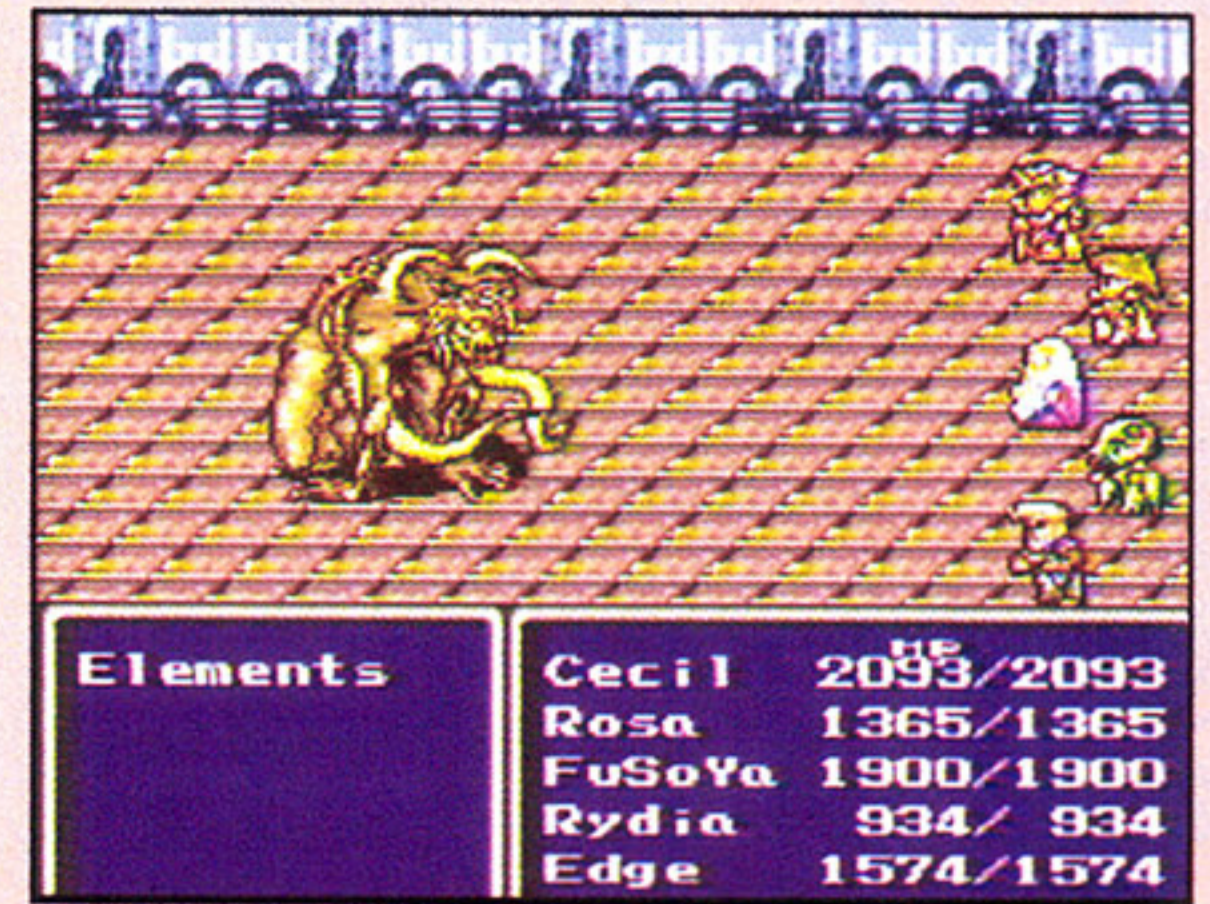 Elements
HP
Cecil 2093/2093
Rosa 1365/1365
FuSoYa 1900/1900
Rydia 934/ 934
Edge 1574/1574